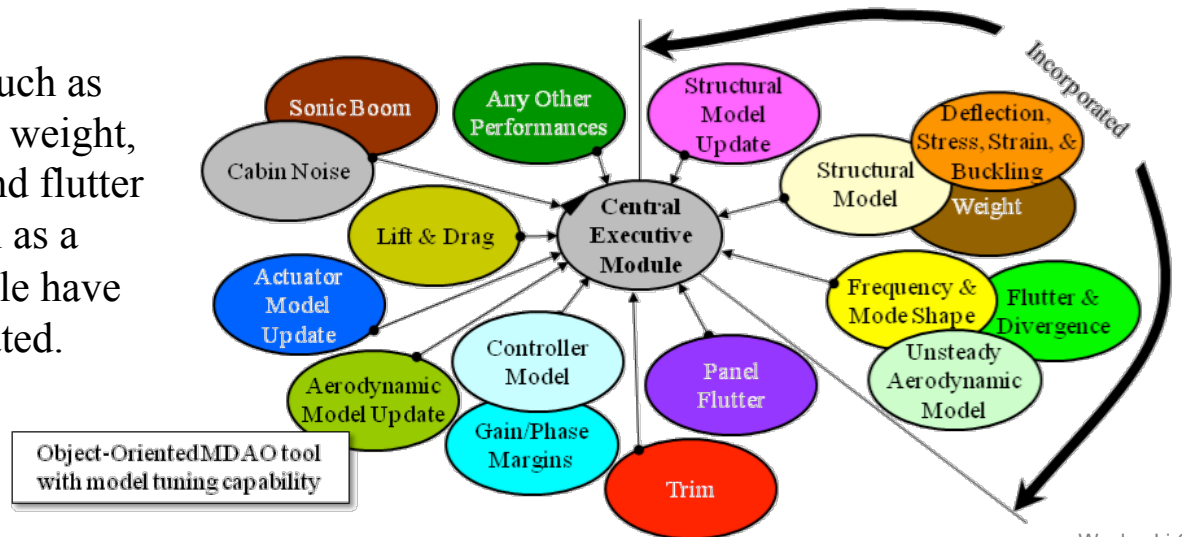 uch as
weight,
nd flutter
as a
le have
ted.
Sonic Boom
Cabin Noise
Any Other
Performances
Structural
Model
Update
Incorporated
Deflection,
Stress, Strain, &
Buckling
Structural
Model
Weight
Central
Executive
Module
Lift & Drag
Actuator
Model
Update
Frequency &
Mode Shape
Flutter &
Divergence
Unsteady
Aerodynamic
Model
Controller
Model
Panel
Flutter
Aerodynamic
Model Update
Gain/Phase
Margins
Trim
Object-Oriented MDAO tool
with model tuning capability